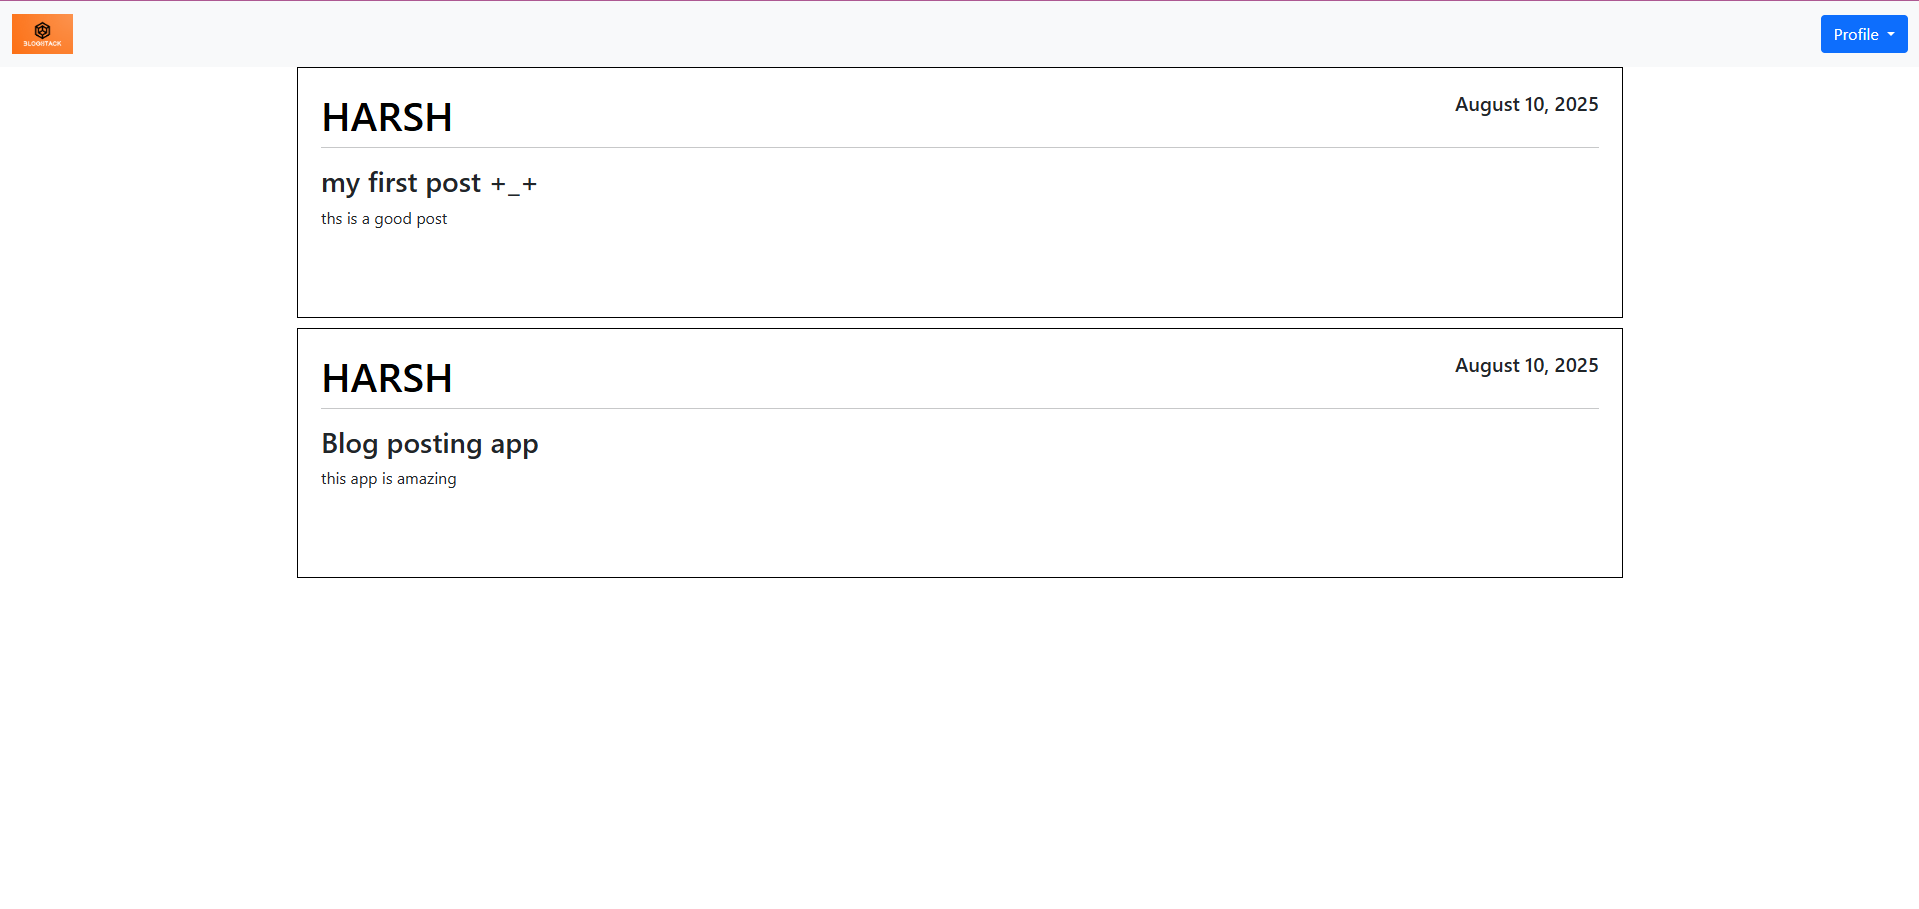 BLOGIITACK
Profile
HARSH
August 10, 2025
my first post +_+
ths is a good post
HARSH
August 10, 2025
Blog posting app
this app is amazing